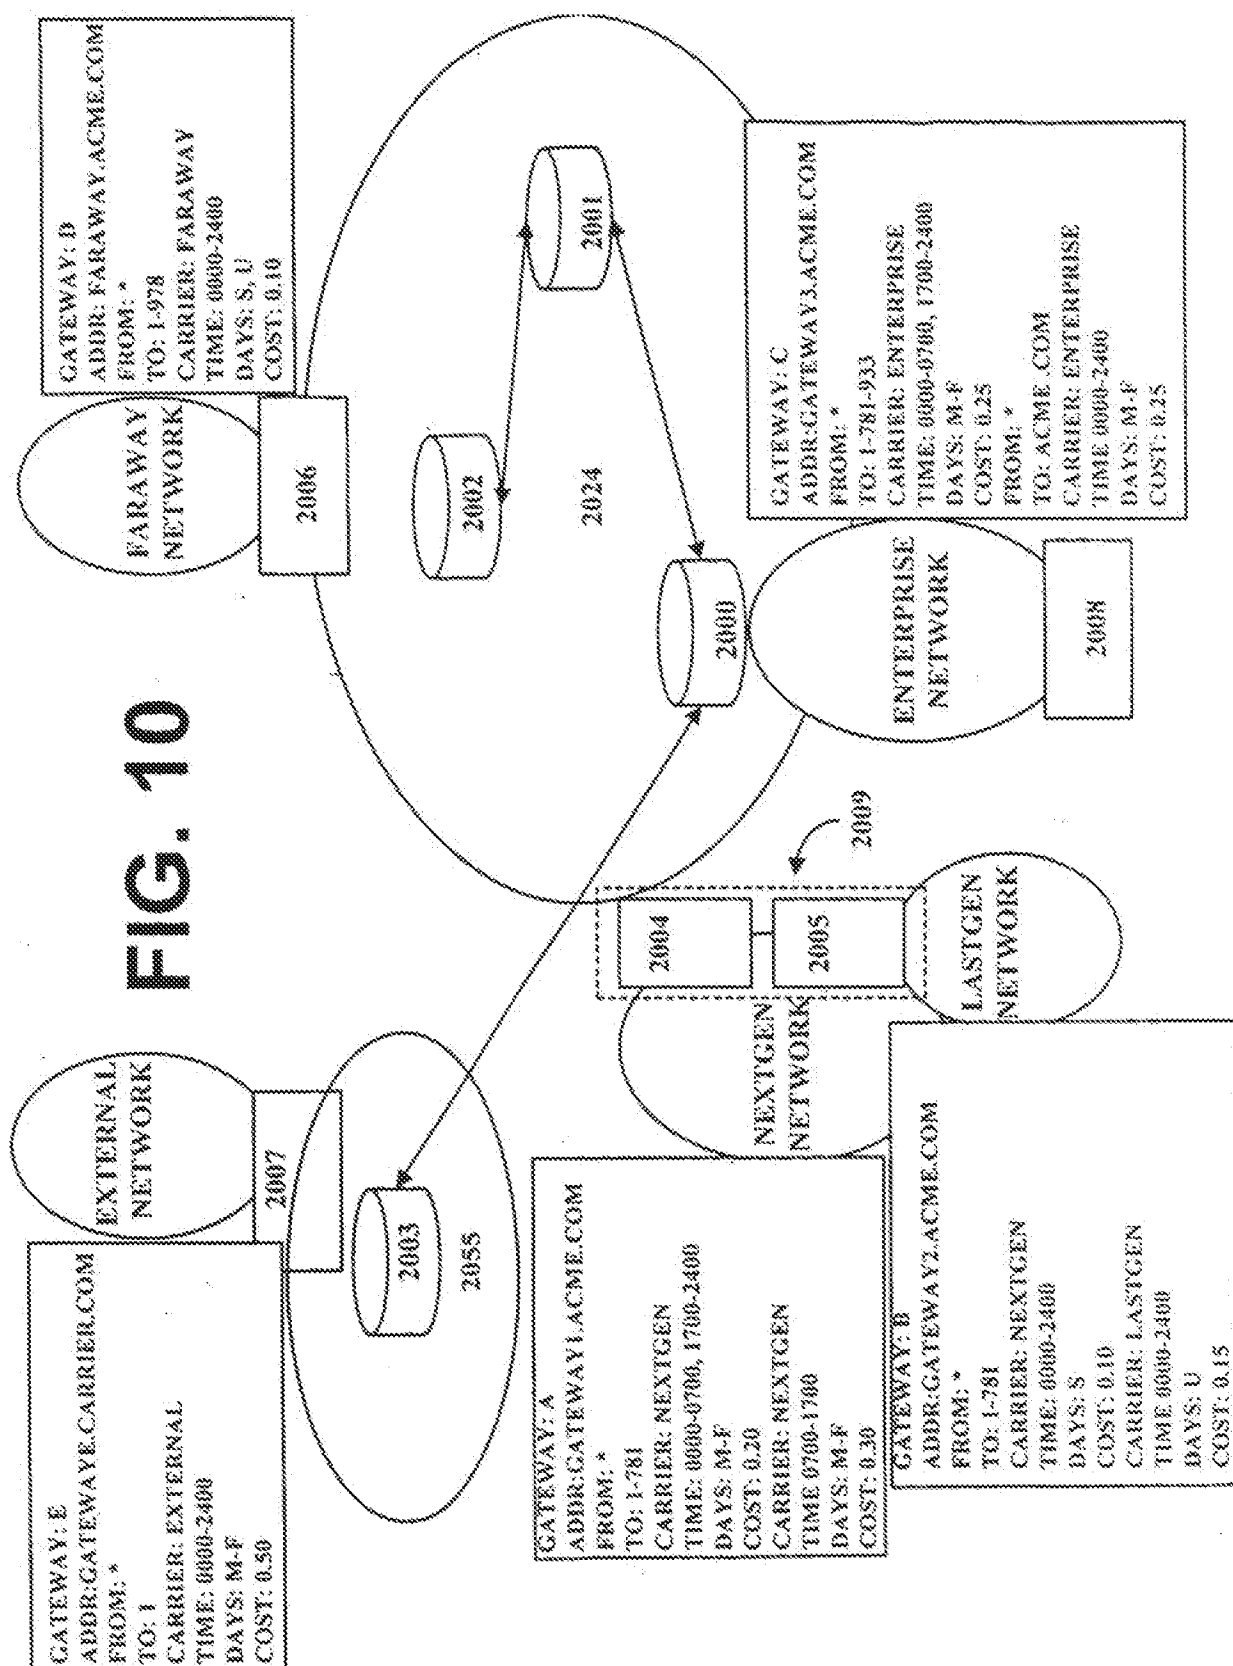 FIG. 10
GATEWAY: E
ADDR:GATEWAYE.CARRIER.COM
FROM: *
TO: 1
CARRIER: EXTERNAL
TIME: 0000-2400
DAYS: M-F
COST: 0.50
EXTERNAL
NETWORK
2007
2003
2055
FARAWAY
NETWORK
2006
GATEWAY: D
ADDR: FARAWAY.ACME.COM
FROM: *
TO: 1-978
CARRIER: FARAWAY
TIME: 0000-2400
DAYS: S, U
COST: 0.10
2002
2024
2001
2000
GATEWAY: A
ADDR:GATEWAY1.ACME.COM
FROM: *
TO: 1-781
CARRIER: NEXTGEN
TIME: 0000-0700, 1700-2400
DAYS: M-F
COST: 0.20
CARRIER: NEXTGEN
TIME 0700-1700
DAYS: M-F
COST: 0.30
NEXTGEN
NETWORK
2004
2005
2009
LASTGEN
NETWORK
GATEWAY: B
ADDR:GATEWAY2.ACME.COM
FROM: *
TO: 1-781
CARRIER: NEXTGEN
TIME: 0000-2400
DAYS: S
COST: 0.10
CARRIER: LASTGEN
TIME 0000-2400
DAYS: U
COST: 0.15
ENTERPRISE
NETWORK
2008
GATEWAY: C
ADDR:GATEWAY3.ACME.COM
FROM: *
TO: 1-781-933
CARRIER: ENTERPRISE
TIME: 0000-0700, 1700-2400
DAYS: M-F
COST: 0.25
FROM: *
TO: ACME .COM
CARRIER: ENTERPRISE
TIME 0000-2400
DAYS: M-F
COST: 0.25